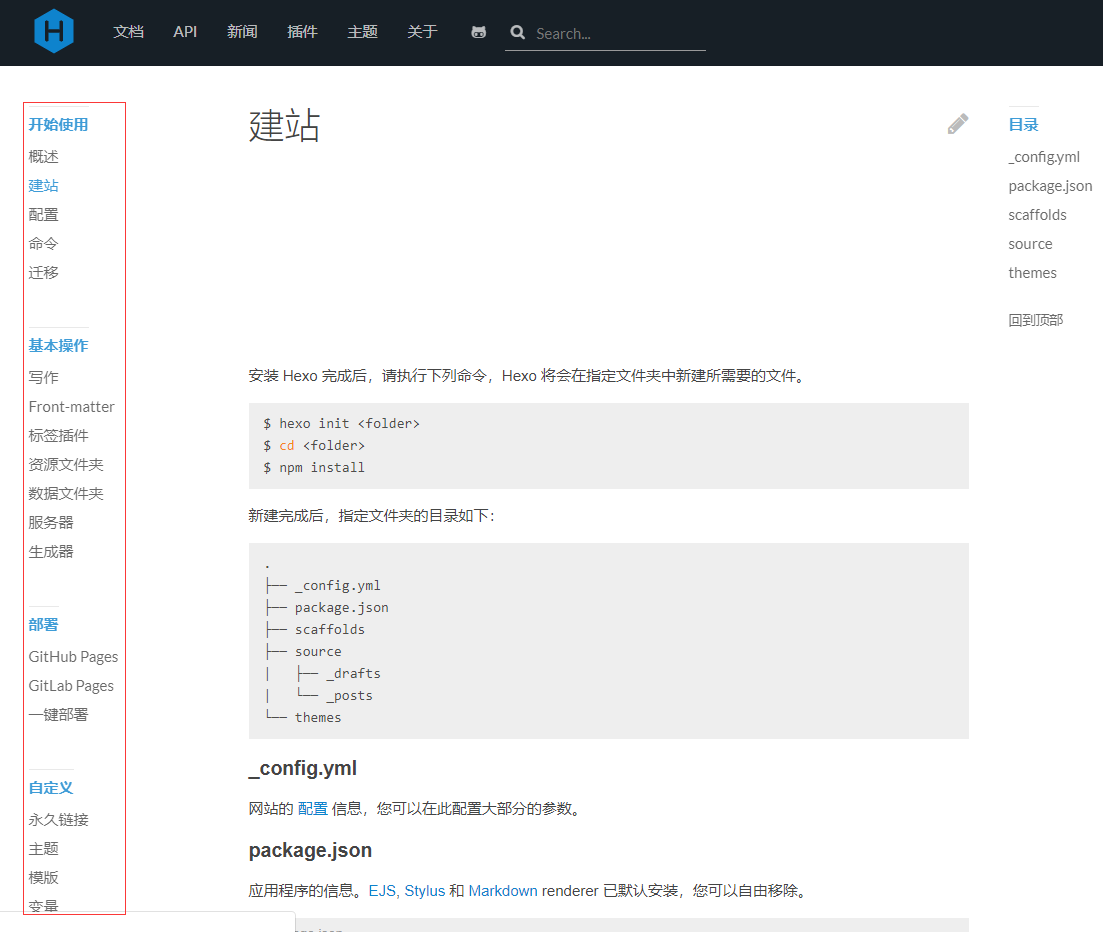 H
文档 API 新闻 插件 主题 关于 Search...
开始使用
概述
建站
配置
命令
迁移
基本操作
写作
Front-matter
标签插件
资源文件夹
数据文件夹
服务器
生成器
部署
GitHub Pages
GitLab Pages
一键部署
自定义
永久链接
主题
模版
变量
建站
安装 Hexo 完成后，请执行下列命令，Hexo 将会在指定文件夹中新建所需要的文件。
$ hexo init <folder>
$ cd <folder>
$ npm install
新建完成后，指定文件夹的目录如下：
.
├── _config.yml
├── package.json
├── scaffolds
├── source
|   ├── _drafts
|   └── _posts
└── themes
_config.yml
网站的 配置 信息，您可以在此配置大部分的参数。
package.json
应用程序的信息。EJS, Stylus 和 Markdown renderer 已默认安装，您可以自由移除。
目录
_config.yml
package.json
scaffolds
source
themes
回到顶部